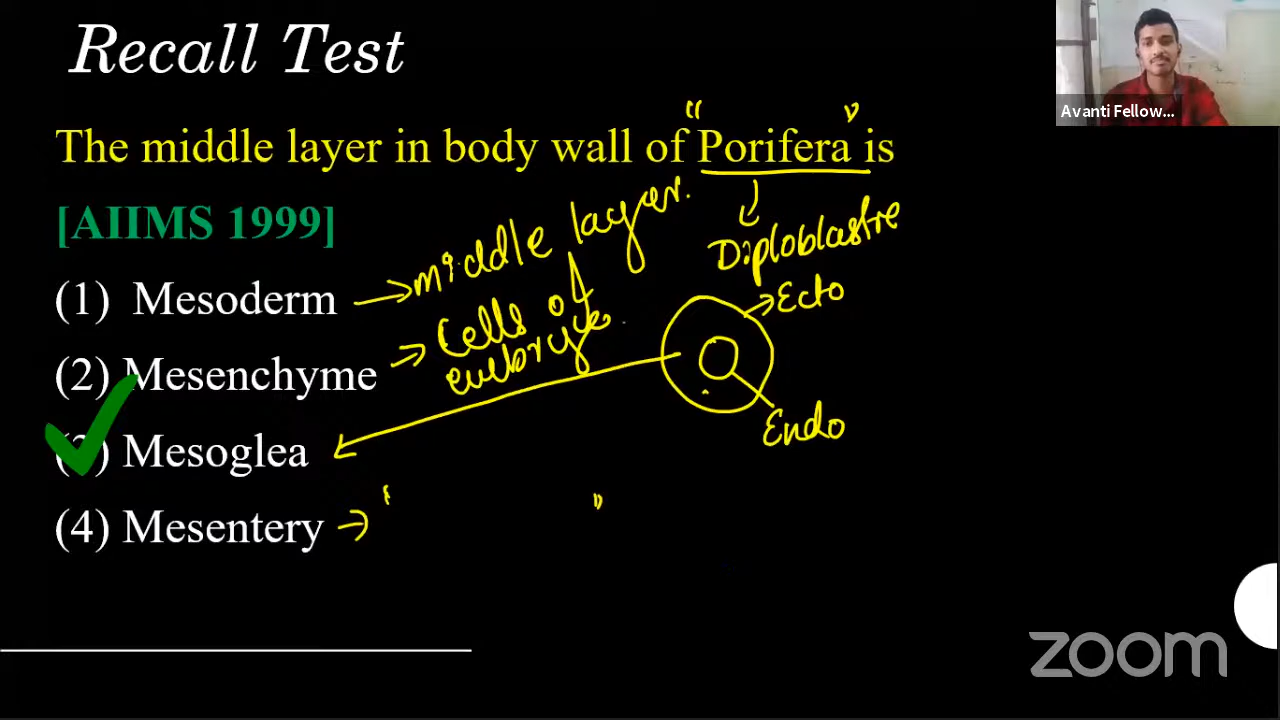 Recall Test
Avanti Fellow...
The middle layer in body wall of "Porifera" is
[AIIMS 1999]
Diploblastic
(1) Mesoderm → middle layer.
Ecto
(2) Mesenchyme → Cells of
embryo
Endo
(3) Mesoglea
(4) Mesentery → " "
zoom